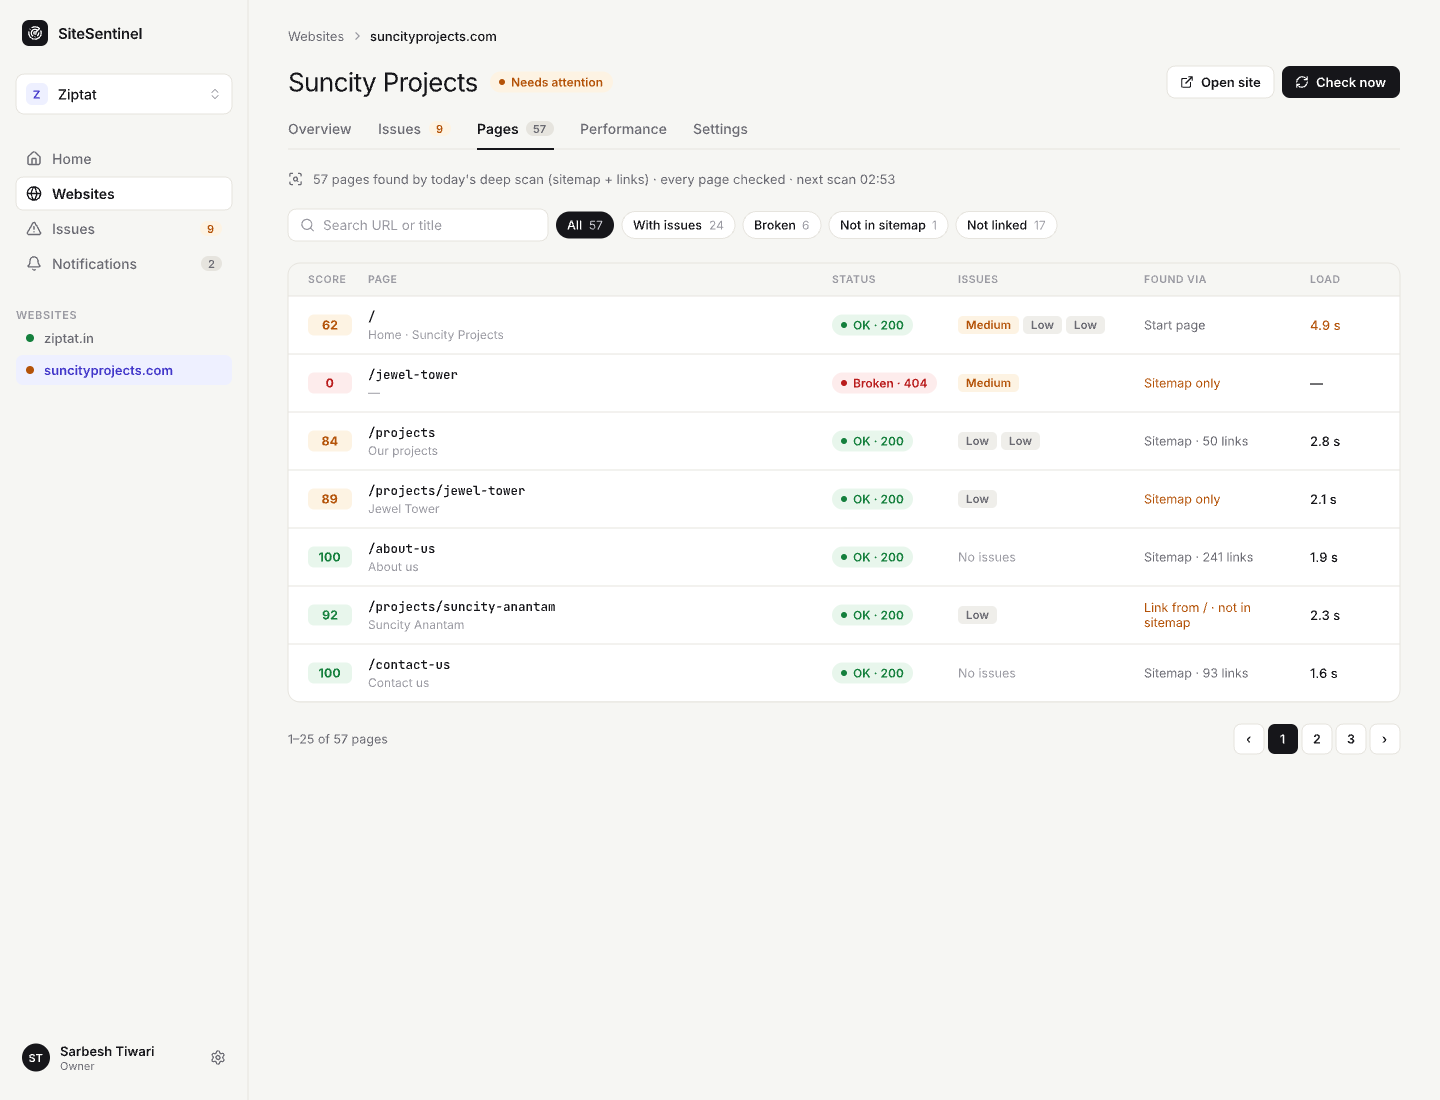 SiteSentinel
Z Ziptat
Home
Websites
Issues 9
Notifications 2
WEBSITES
ziptat.in
suncityprojects.com
ST Sarbesh Tiwari
Owner
Websites › suncityprojects.com
Suncity Projects Needs attention
Open site Check now
Overview Issues 9 Pages 57 Performance Settings
57 pages found by today's deep scan (sitemap + links) · every page checked · next scan 02:53
Search URL or title All 57 With issues 24 Broken 6 Not in sitemap 1 Not linked 17
SCORE PAGE STATUS ISSUES FOUND VIA LOAD
62 / OK · 200 Medium Low Low Start page 4.9 s
Home · Suncity Projects
0 /jewel-tower Broken · 404 Medium Sitemap only —
—
84 /projects OK · 200 Low Low Sitemap · 50 links 2.8 s
Our projects
89 /projects/jewel-tower OK · 200 Low Sitemap only 2.1 s
Jewel Tower
100 /about-us OK · 200 No issues Sitemap · 241 links 1.9 s
About us
92 /projects/suncity-anantam OK · 200 Low Link from / · not in 2.3 s
Suncity Anantam sitemap
100 /contact-us OK · 200 No issues Sitemap · 93 links 1.6 s
Contact us
1–25 of 57 pages ‹ 1 2 3 ›